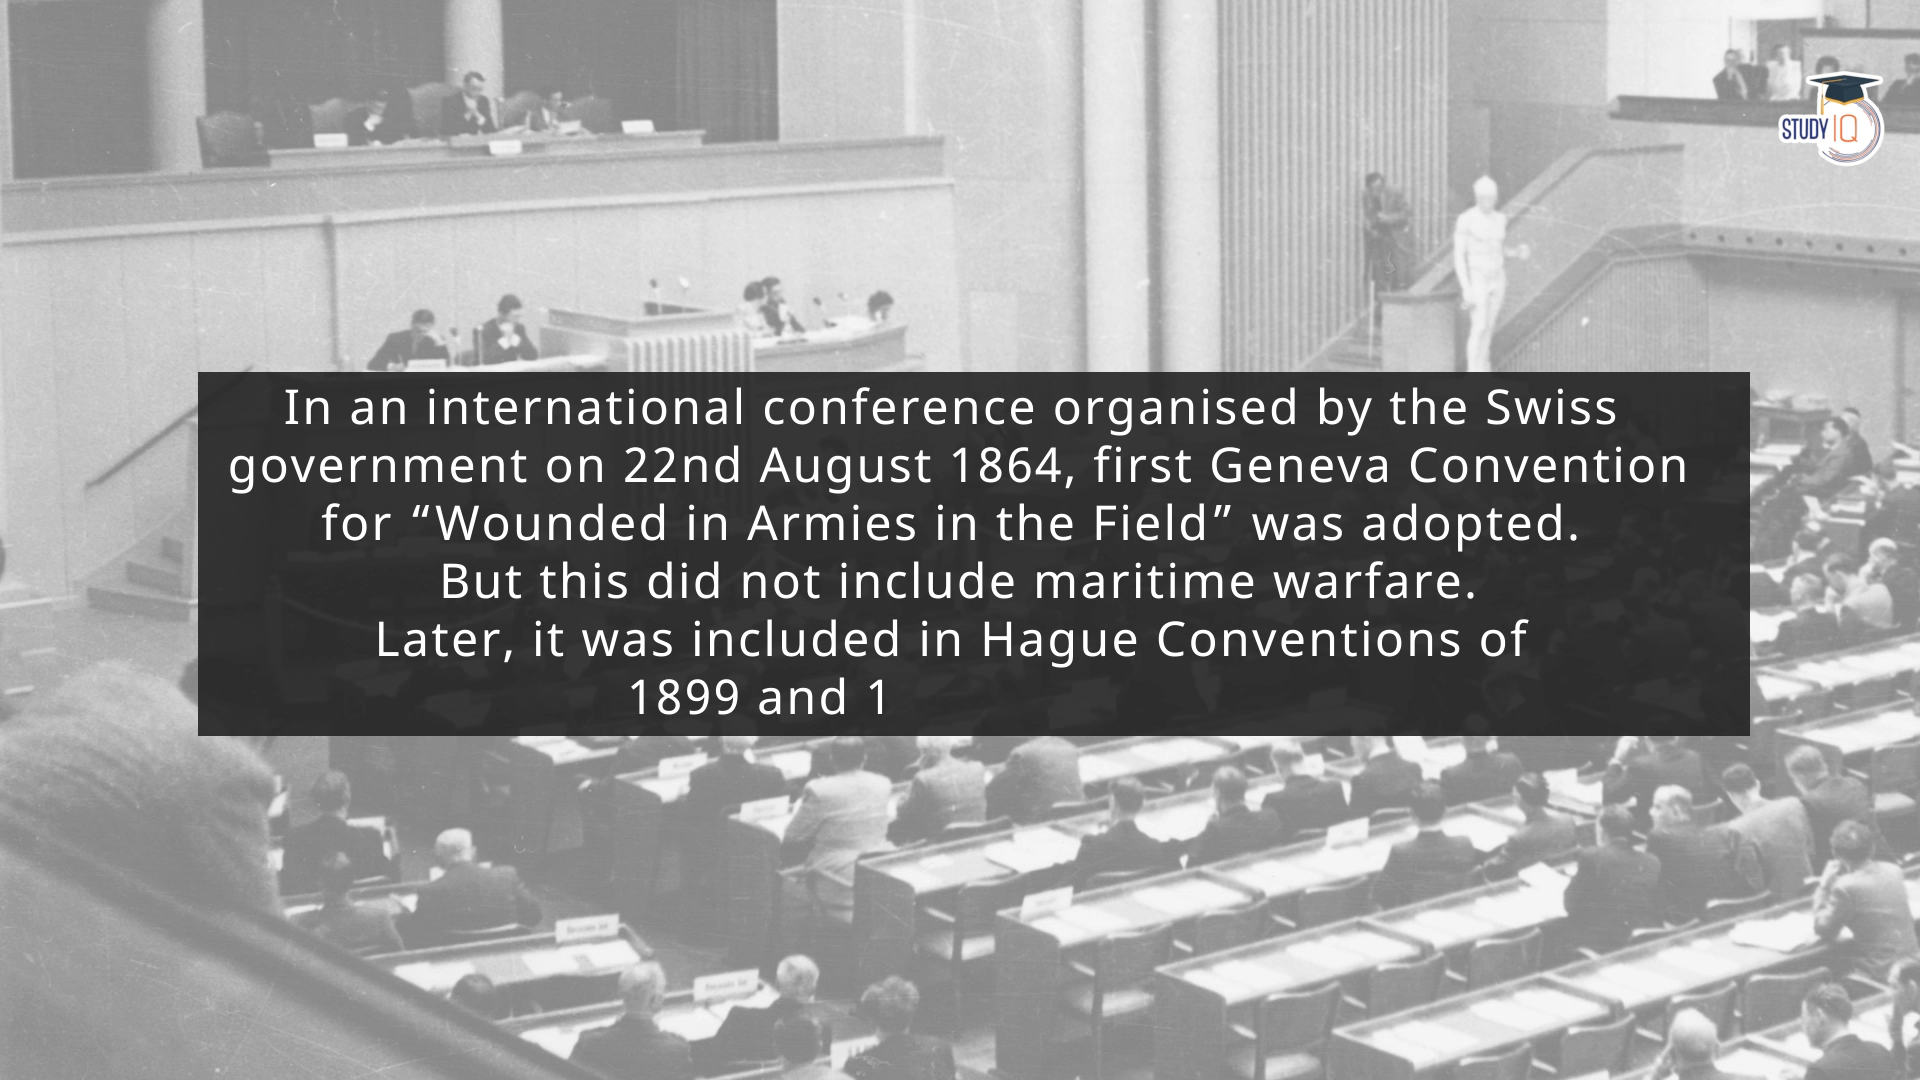 STUDY IQ
In an international conference organised by the Swiss
government on 22nd August 1864, first Geneva Convention
for “Wounded in Armies in the Field” was adopted.
But this did not include maritime warfare.
Later, it was included in Hague Conventions of
1899 and 1